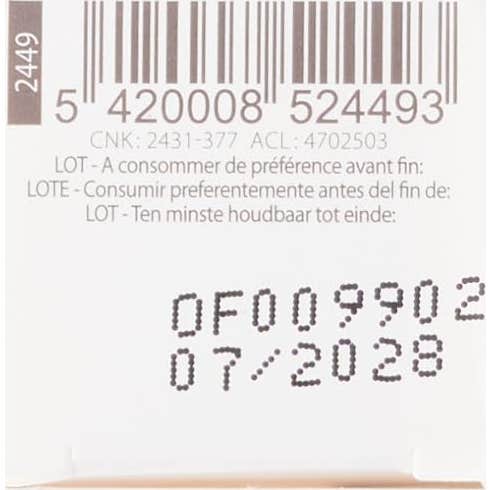 2449
5 420008 524493
CNK: 2431-377 ACL: 4702503
LOT - A consommer de préférence avant fin:
LOTE - Consumir preferentemente antes del fin de:
LOT - Ten minste houdbaar tot einde:
0F009902
07/2028